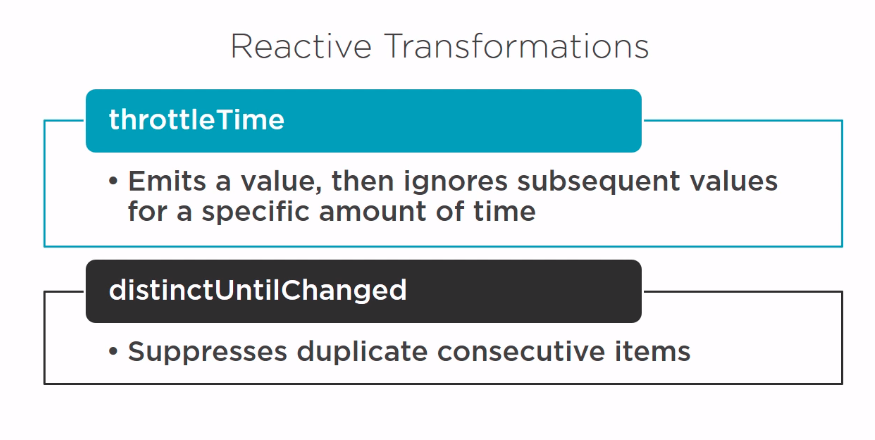 Reactive Transformations
throttleTime
• Emits a value, then ignores subsequent values
for a specific amount of time
distinctUntilChanged
• Suppresses duplicate consecutive items